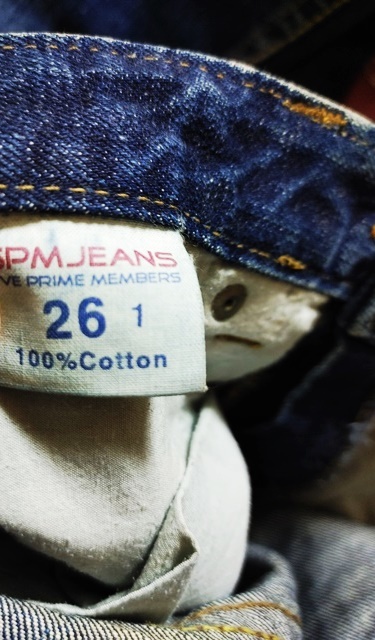 SPMJEANS
VE PRIME MEMBERS
26 1
100%Cotton